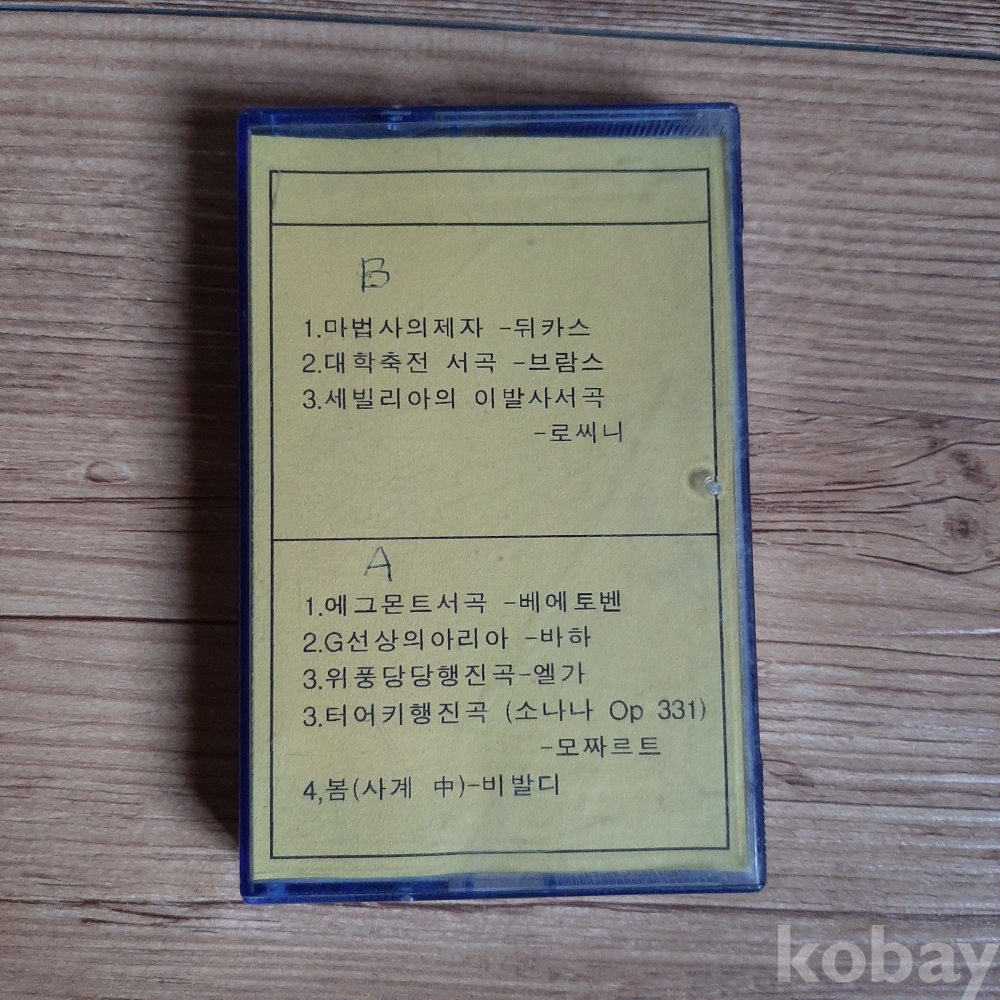 B
1.마법사의제자 -뒤카스
2.대학축전 서곡 -브람스
3.세빌리아의 이발사서곡
-로씨니
A
1.에그몬트서곡 -베에토벤
2.G선상의아리아 -바하
3.위풍당당행진곡-엘가
3.터어키행진곡 (소나나 Op 331)
-모짜르트
4,봄(사계 中)-비발디
kobay